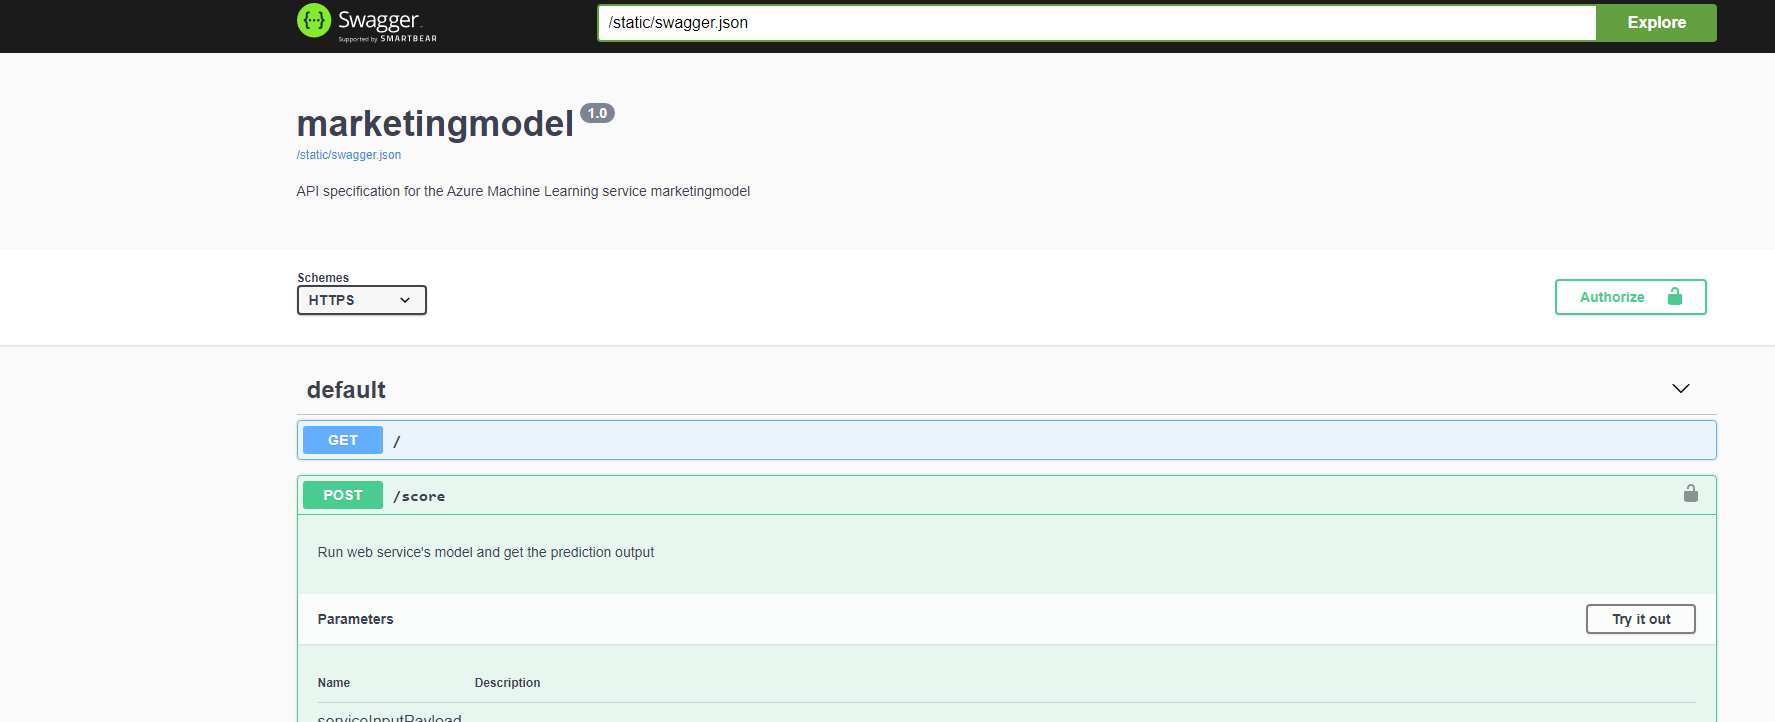 Swagger
Supported by SMARTBEAR
/static/swagger.json
Explore
marketingmodel 1.0
/static/swagger.json
API specification for the Azure Machine Learning service marketingmodel
Schemes
HTTPS
Authorize
default
GET /
POST /score
Run web service's model and get the prediction output
Parameters
Try it out
Name Description
serviceInputPayload